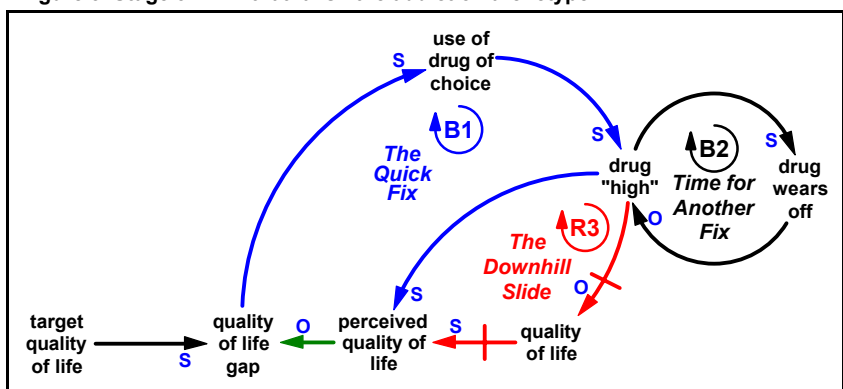 use of
drug of
choice
S
B1
The
Quick
Fix
S
drug
"high"
B2
Time for
Another
Fix
S
drug
wears
off
O
R3
The
Downhill
Slide
O
S
target
quality
of life
S
quality
of life
gap
O
perceived
quality of
life
S
quality
of life